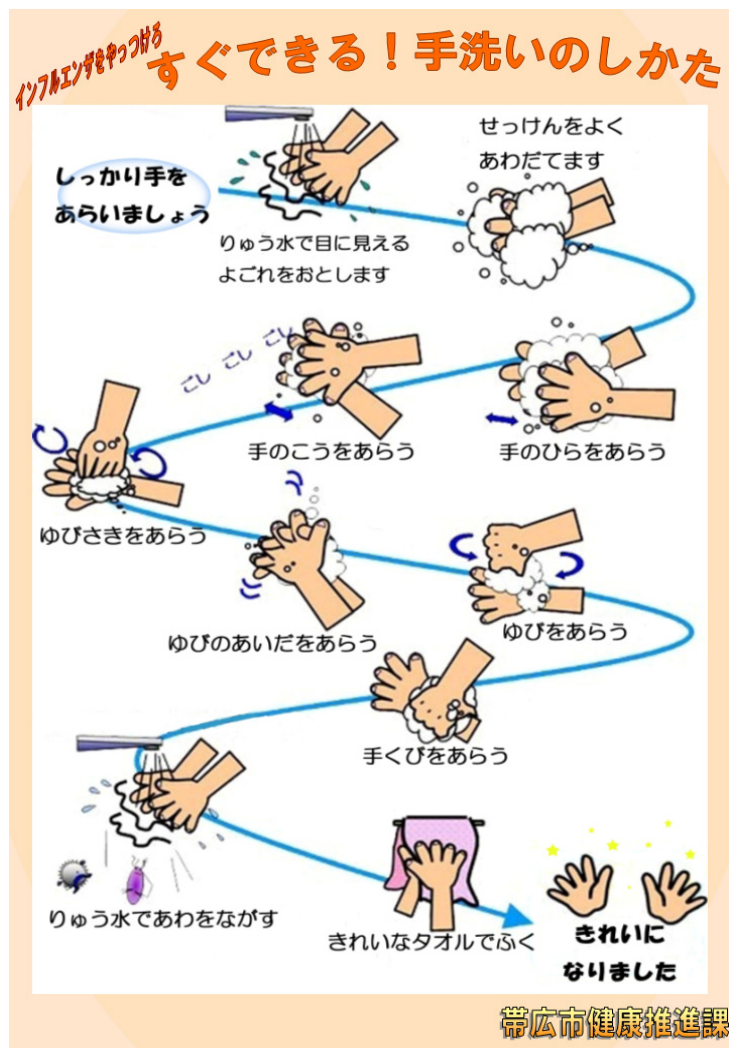 インフルエンザをやっつけろ
すぐできる！手洗いのしかた
しっかり手を
あらいましょう
りゅう水で目に見える
よごれをおとします
せっけんをよく
あわだてます
手のひらをあらう
ごし ごし ごし
手のこうをあらう
ゆびさきをあらう
ゆびのあいだをあらう
ゆびをあらう
手くびをあらう
りゅう水であわをながす
きれいなタオルでふく
きれいに
なりました
帯広市健康推進課